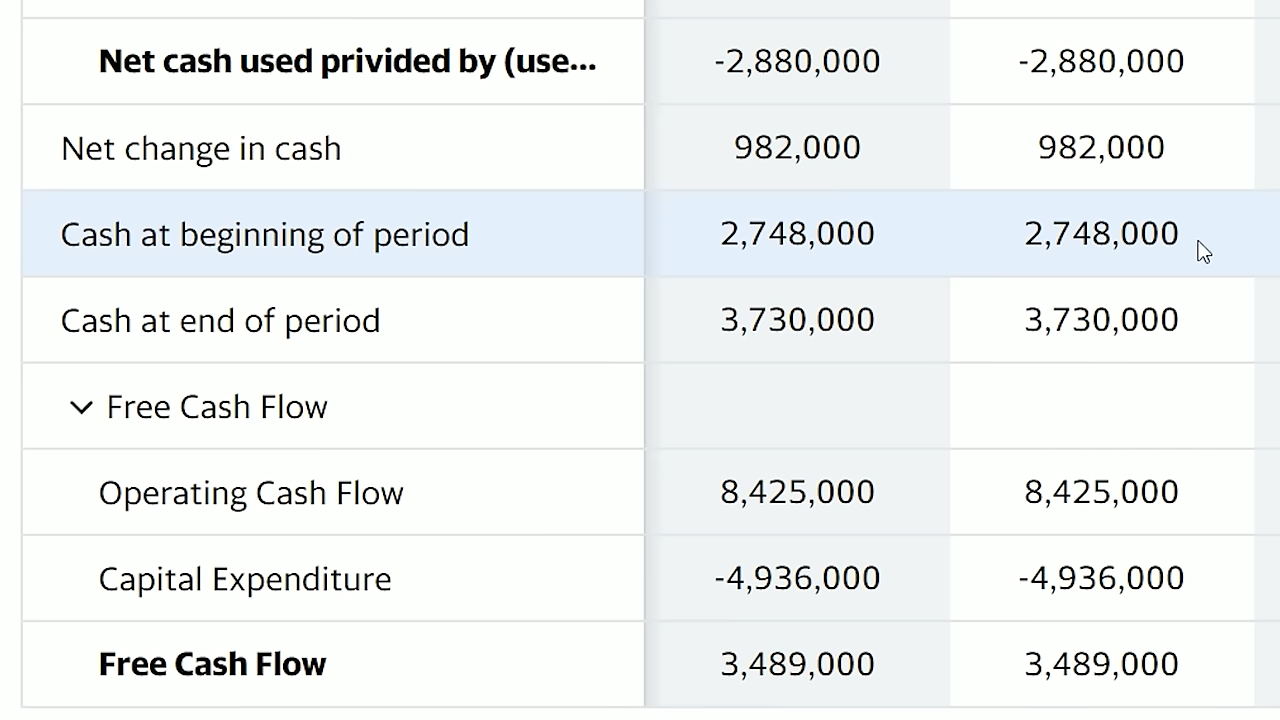 Net cash used privided by (use... -2,880,000 -2,880,000
Net change in cash 982,000 982,000
Cash at beginning of period 2,748,000 2,748,000
Cash at end of period 3,730,000 3,730,000
Free Cash Flow
Operating Cash Flow 8,425,000 8,425,000
Capital Expenditure -4,936,000 -4,936,000
Free Cash Flow 3,489,000 3,489,000